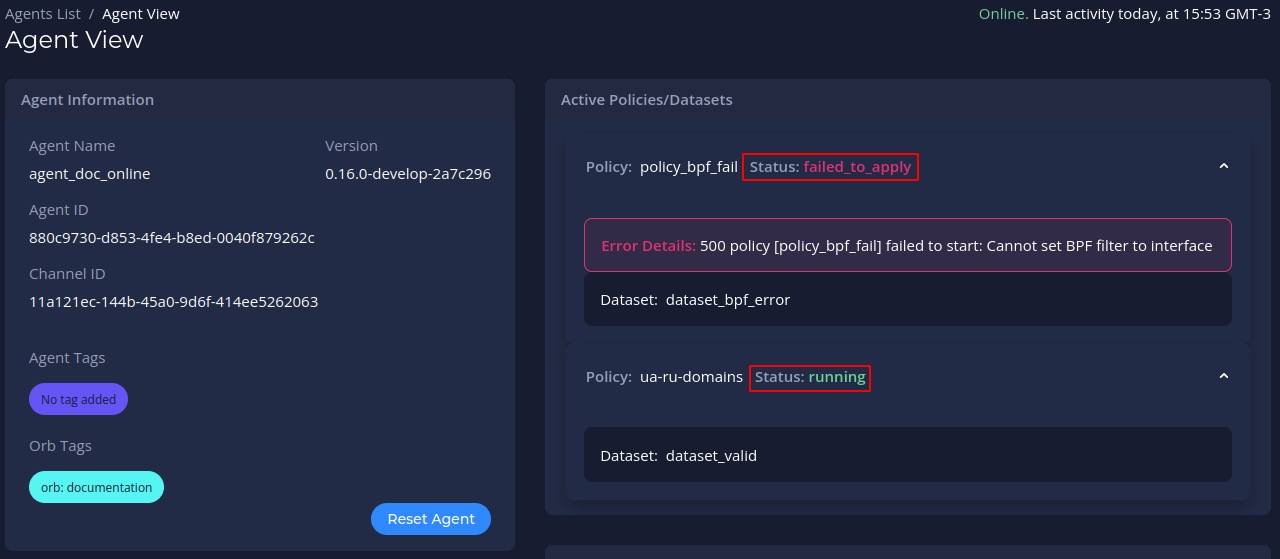 Agents List / Agent View
Online. Last activity today, at 15:53 GMT-3
Agent View
Agent Information
Agent Name
Version
agent_doc_online
0.16.0-develop-2a7c296
Agent ID
880c9730-d853-4fe4-b8ed-0040f879262c
Channel ID
11a121ec-144b-45a0-9d6f-414ee5262063
Agent Tags
No tag added
Orb Tags
orb: documentation
Reset Agent
Active Policies/Datasets
Policy: policy_bpf_fail Status: failed_to_apply
Error Details: 500 policy [policy_bpf_fail] failed to start: Cannot set BPF filter to interface
Dataset: dataset_bpf_error
Policy: ua-ru-domains Status: running
Dataset: dataset_valid